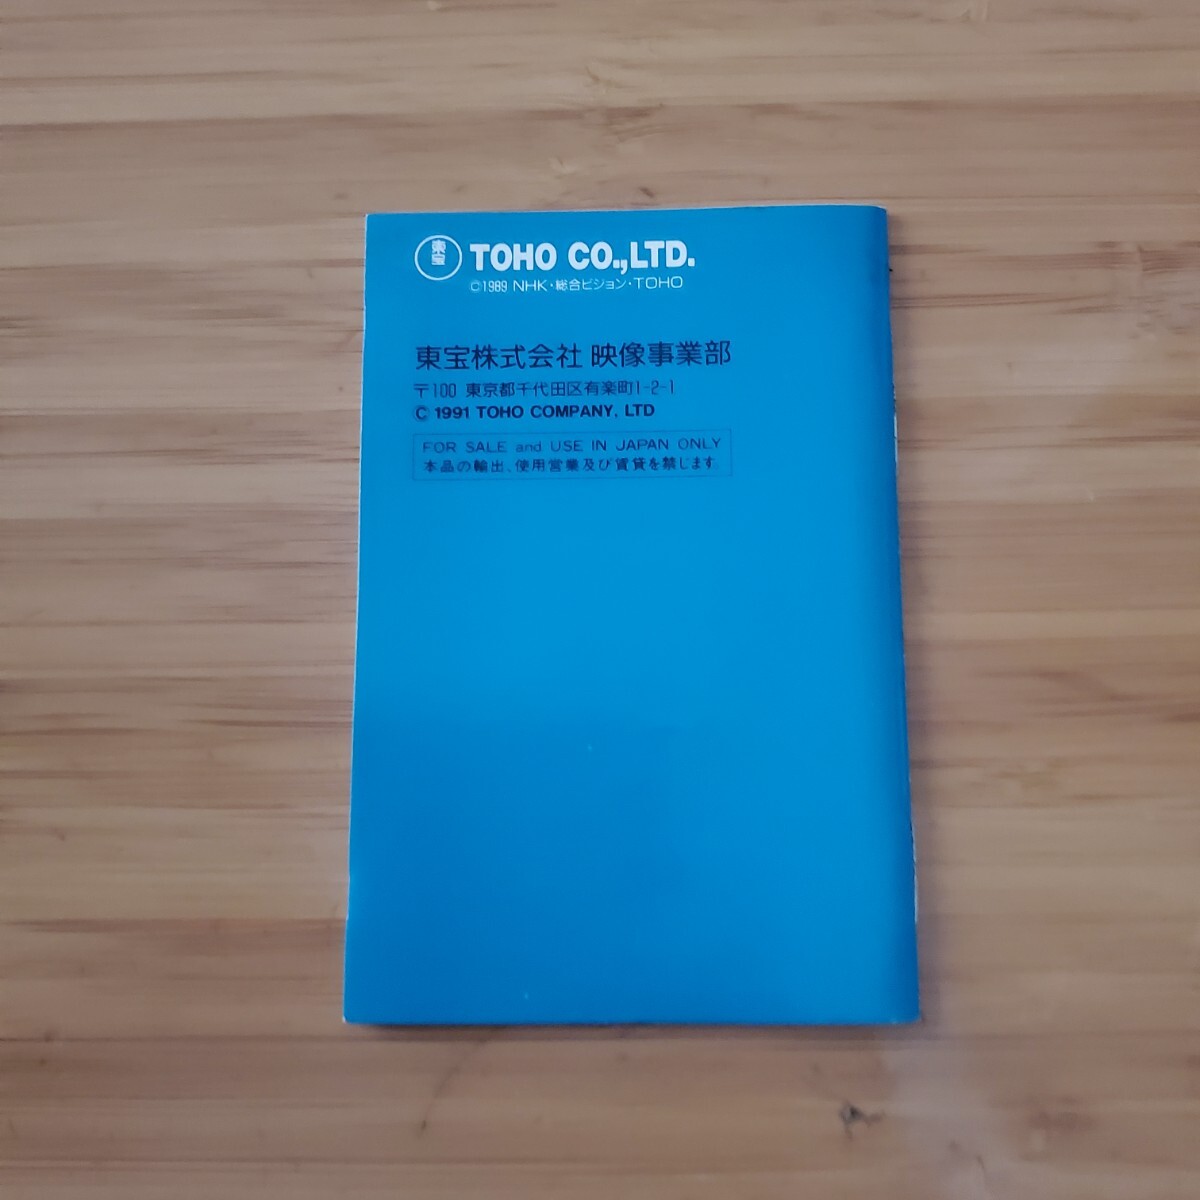 東宝 TOHO CO.,LTD.
©1989 NHK・総合ビジョン・TOHO
東宝株式会社 映像事業部
〒100 東京都千代田区有楽町1-2-1
© 1991 TOHO COMPANY, LTD
FOR SALE and USE IN JAPAN ONLY
本品の輸出、使用営業及び賃貸を禁じます